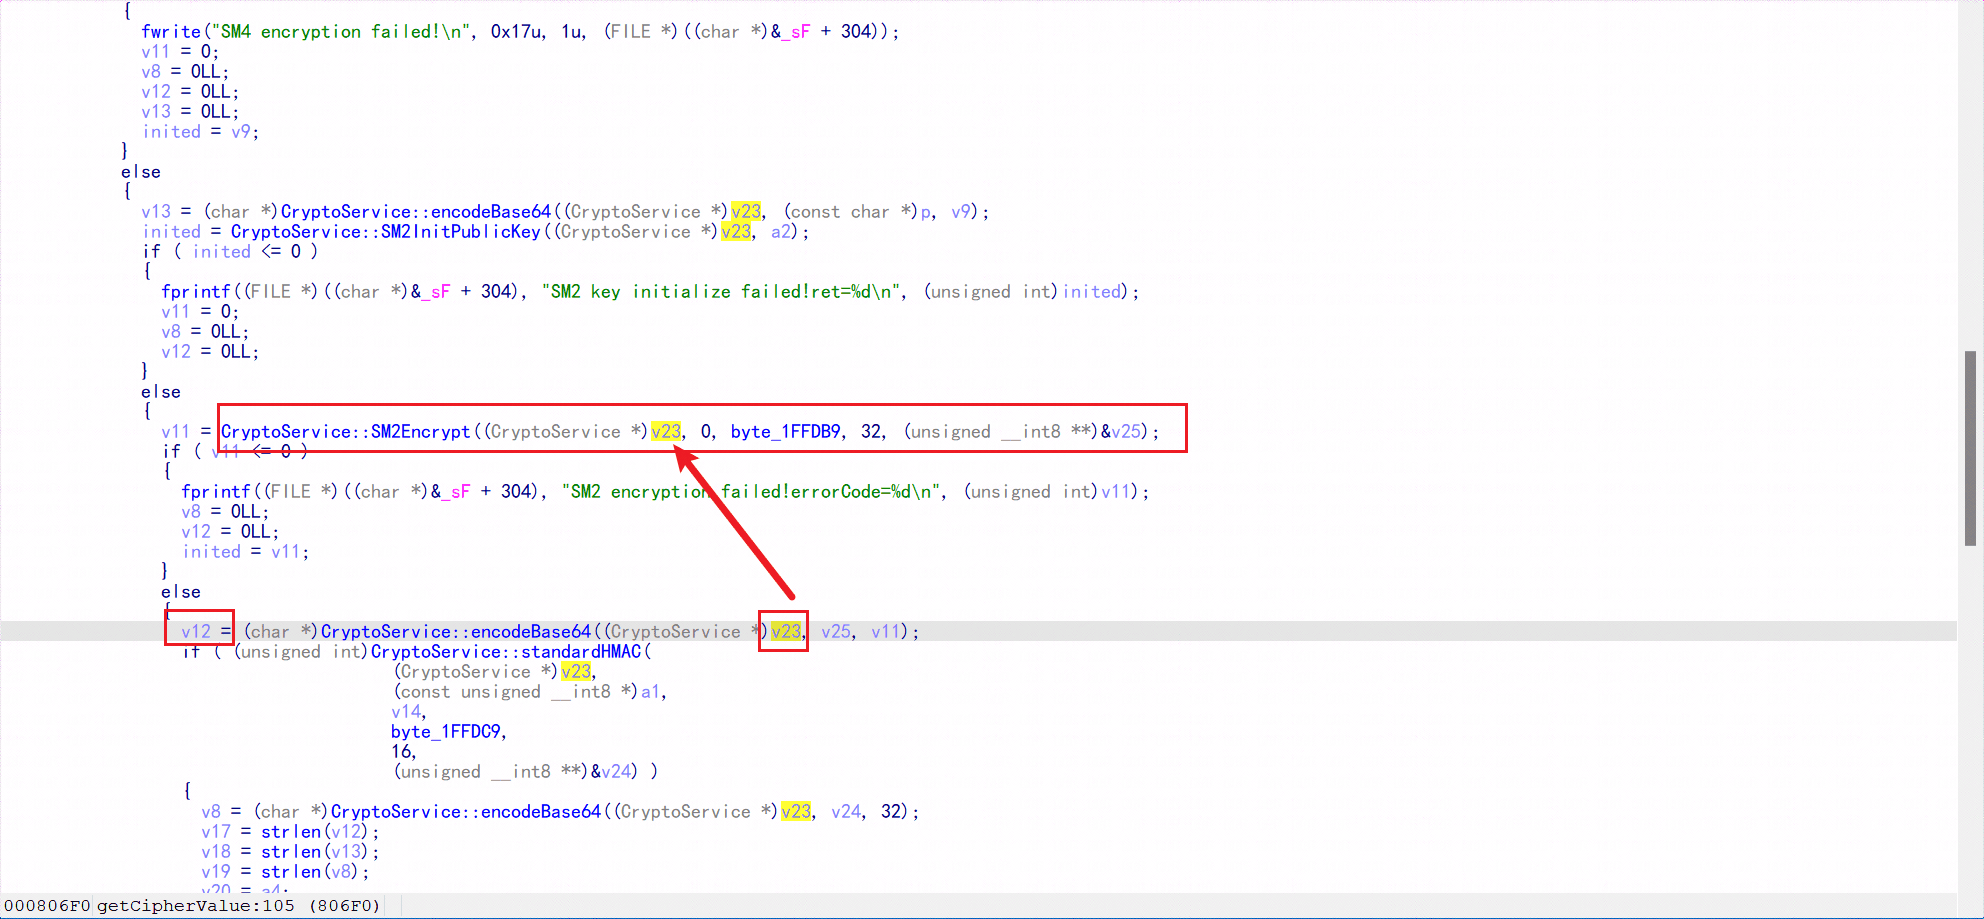 {
fwrite("SM4 encryption failed!\n", 0x17u, 1u, (FILE *)((char *)&_sF + 304));
v11 = 0;
v8 = 0LL;
v12 = 0LL;
v13 = 0LL;
inited = v9;
}
else
{
v13 = (char *)CryptoService::encodeBase64((CryptoService *)v23, (const char *)p, v9);
inited = CryptoService::SM2InitPublicKey((CryptoService *)v23, a2);
if ( inited <= 0 )
{
fprintf((FILE *)((char *)&_sF + 304), "SM2 key initialize failed!ret=%d\n", (unsigned int)inited);
v11 = 0;
v8 = 0LL;
v12 = 0LL;
}
else
{
v11 = CryptoService::SM2Encrypt((CryptoService *)v23, 0, byte_1FFDB9, 32, (unsigned __int8 **)&v25);
if ( v11 <= 0 )
{
fprintf((FILE *)((char *)&_sF + 304), "SM2 encryption failed!errorCode=%d\n", (unsigned int)v11);
v8 = 0LL;
v12 = 0LL;
inited = v11;
}
else
{
v12 = (char *)CryptoService::encodeBase64((CryptoService *)v23, v25, v11);
if ( (unsigned int)CryptoService::standardHMAC(
(CryptoService *)v23,
(const unsigned __int8 *)a1,
v14,
byte_1FFDC9,
16,
(unsigned __int8 **)&v24) )
{
v8 = (char *)CryptoService::encodeBase64((CryptoService *)v23, v24, 32);
v17 = strlen(v12);
v18 = strlen(v13);
v19 = strlen(v8);
v20 = a4;
000806F0 getCipherValue:105 (806F0)